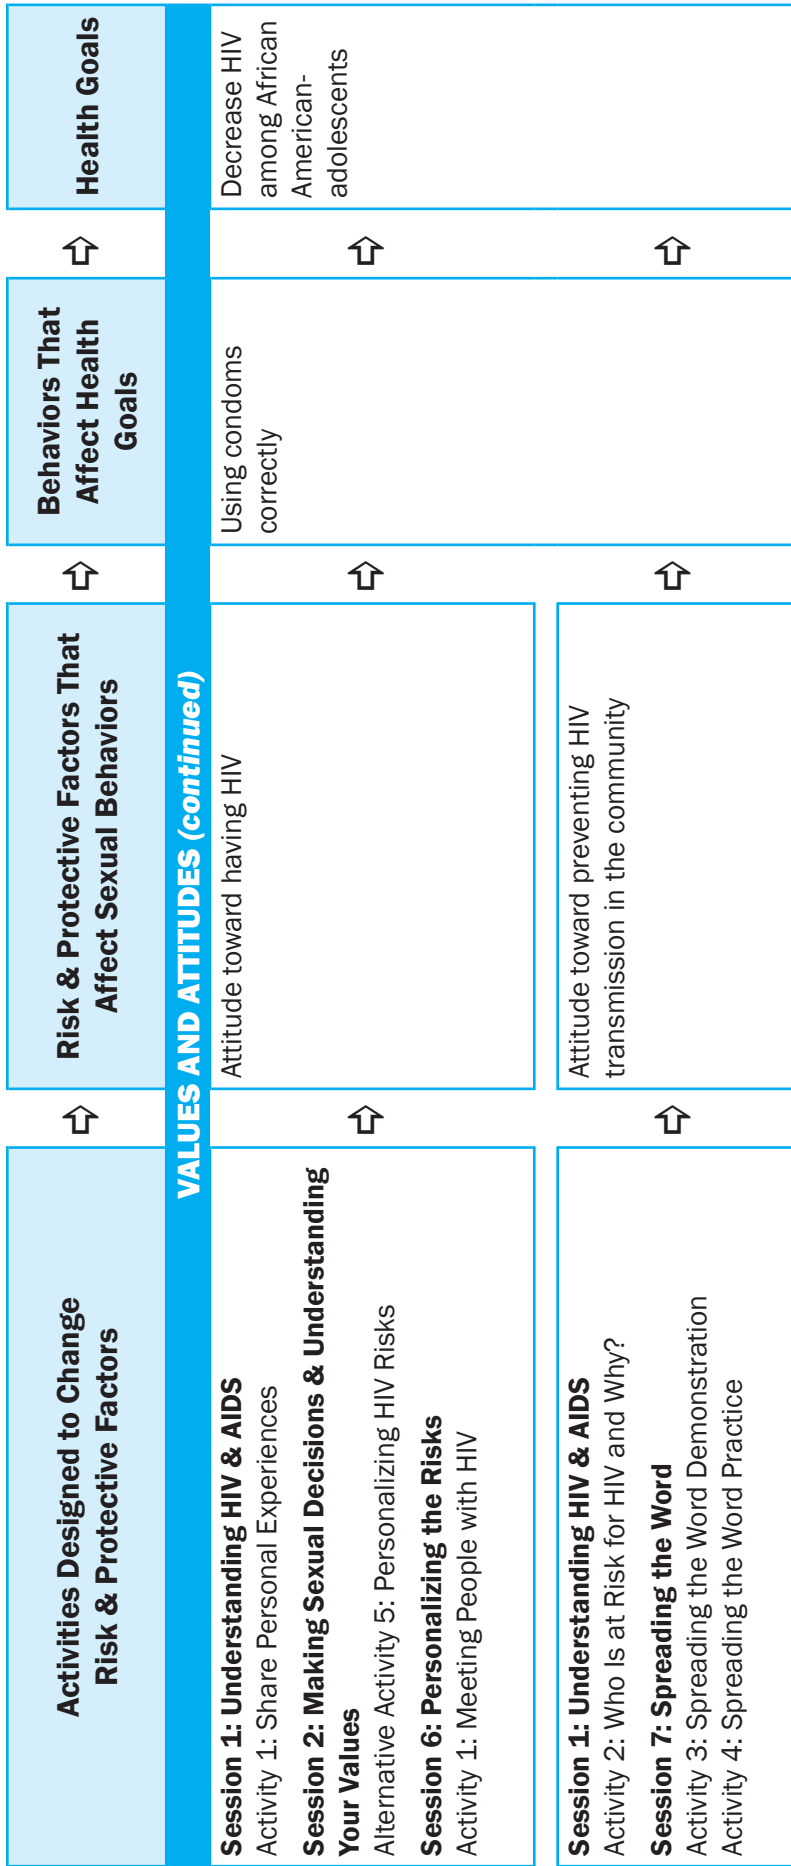 Activities Designed to Change
Risk & Protective Factors
Risk & Protective Factors That
Affect Sexual Behaviors
Behaviors That
Affect Health
Goals
Health Goals
VALUES AND ATTITUDES (continued)
Session 1: Understanding HIV & AIDS
Activity 1: Share Personal Experiences
Session 2: Making Sexual Decisions & Understanding
Your Values
Alternative Activity 5: Personalizing HIV Risks
Session 6: Personalizing the Risks
Activity 1: Meeting People with HIV
Attitude toward having HIV
Using condoms
correctly
Decrease HIV
among African
American-
adolescents
Session 1: Understanding HIV & AIDS
Activity 2: Who Is at Risk for HIV and Why?
Session 7: Spreading the Word
Activity 3: Spreading the Word Demonstration
Activity 4: Spreading the Word Practice
Attitude toward preventing HIV
transmission in the community